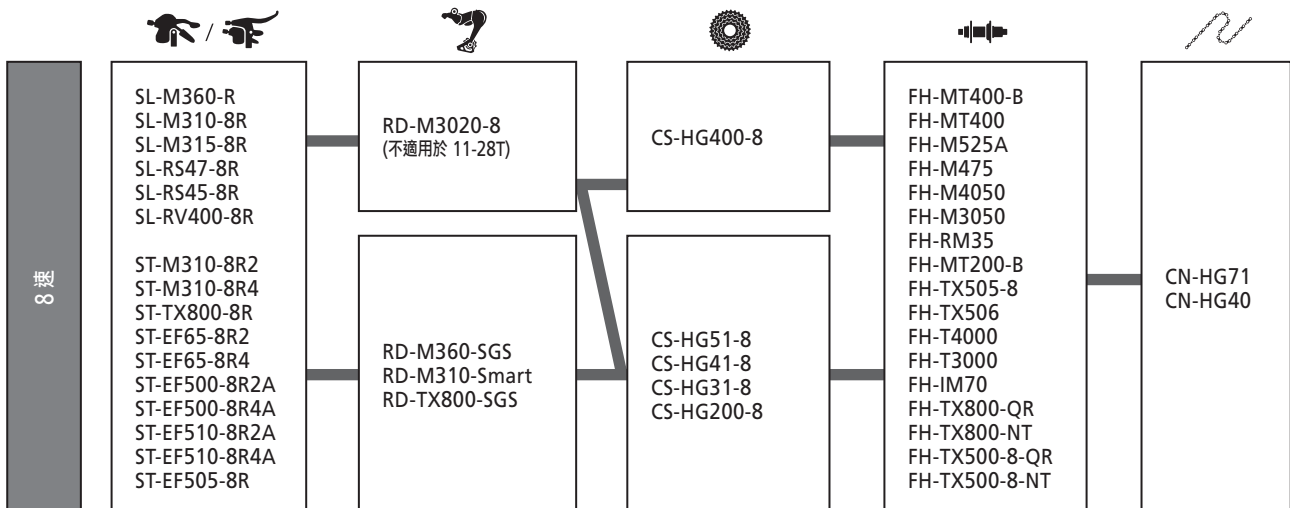 8 速
/
SL-M360-R
SL-M310-8R
SL-M315-8R
SL-RS47-8R
SL-RS45-8R
SL-RV400-8R
ST-M310-8R2
ST-M310-8R4
ST-TX800-8R
ST-EF65-8R2
ST-EF65-8R4
ST-EF500-8R2A
ST-EF500-8R4A
ST-EF510-8R2A
ST-EF510-8R4A
ST-EF505-8R
RD-M3020-8
(不適用於 11-28T)
RD-M360-SGS
RD-M310-Smart
RD-TX800-SGS
CS-HG400-8
CS-HG51-8
CS-HG41-8
CS-HG31-8
CS-HG200-8
FH-MT400-B
FH-MT400
FH-M525A
FH-M475
FH-M4050
FH-M3050
FH-RM35
FH-MT200-B
FH-TX505-8
FH-TX506
FH-T4000
FH-T3000
FH-IM70
FH-TX800-QR
FH-TX800-NT
FH-TX500-8-QR
FH-TX500-8-NT
CN-HG71
CN-HG40